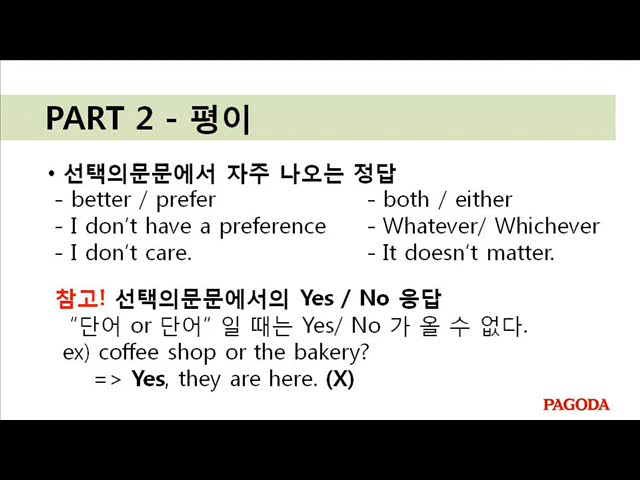 PART 2 - 평이
• 선택의문문에서 자주 나오는 정답
- better / prefer
- both / either
- I don't have a preference
- Whatever/ Whichever
- I don't care.
- It doesn't matter.
참고! 선택의문문에서의 Yes / No 응답
"단어 or 단어" 일 때는 Yes/ No 가 올 수 없다.
ex) coffee shop or the bakery?
=> Yes, they are here. (X)
PAGODA